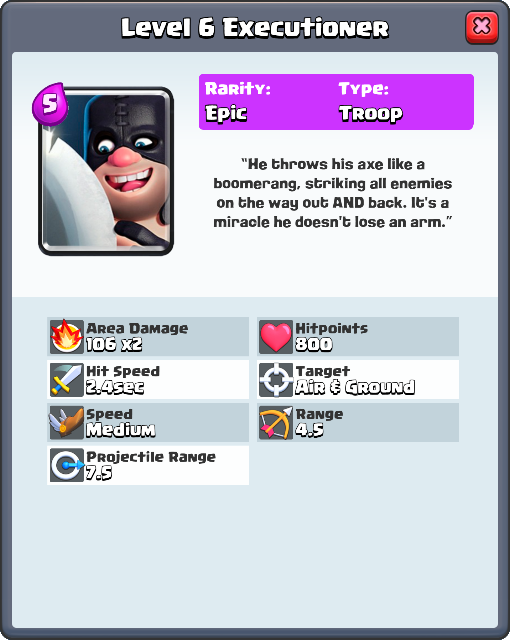 Level 6 Executioner
5
Rarity: Type:
Epic Troop
"He throws his axe like a
boomerang, striking all enemies
on the way out AND back. It's a
miracle he doesn't lose an arm."
Area Damage
106 x2
Hitpoints
800
Hit Speed
2.4sec
Target
Air & Ground
Speed
Medium
Range
4.5
Projectile Range
7.5